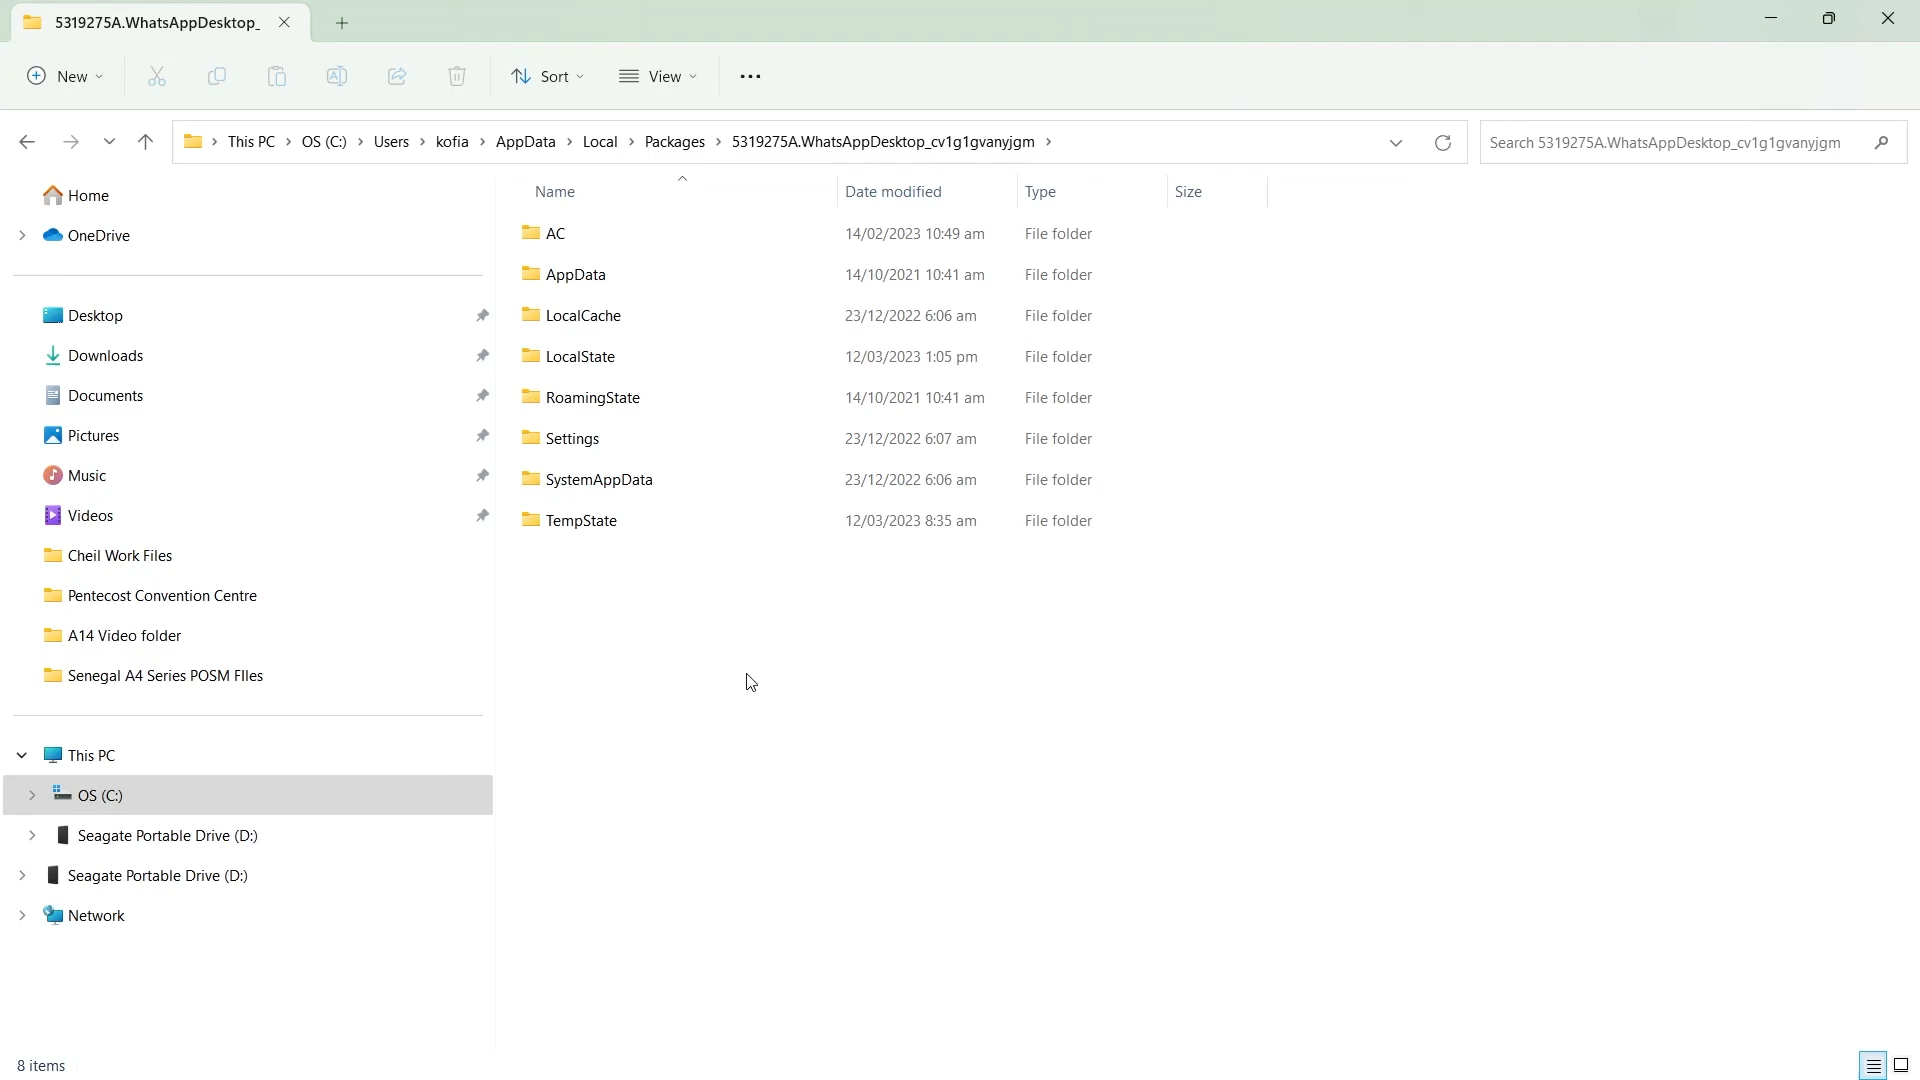 5319275A.WhatsAppDesktop_
New
Sort
View
This PC
OS (C:)
Users
kofia
AppData
Local
Packages
5319275A.WhatsAppDesktop_cv1g1gvanyjgm
Search 5319275A.WhatsAppDesktop_cv1g1gvanyjgm
Home
OneDrive
Desktop
Downloads
Documents
Pictures
Music
Videos
Cheil Work Files
Pentecost Convention Centre
A14 Video folder
Senegal A4 Series POSM FIles
This PC
OS (C:)
Seagate Portable Drive (D:)
Seagate Portable Drive (D:)
Network
Name Date modified Type Size
AC 14/02/2023 10:49 am File folder
AppData 14/10/2021 10:41 am File folder
LocalCache 23/12/2022 6:06 am File folder
LocalState 12/03/2023 1:05 pm File folder
RoamingState 14/10/2021 10:41 am File folder
Settings 23/12/2022 6:07 am File folder
SystemAppData 23/12/2022 6:06 am File folder
TempState 12/03/2023 8:35 am File folder
8 items